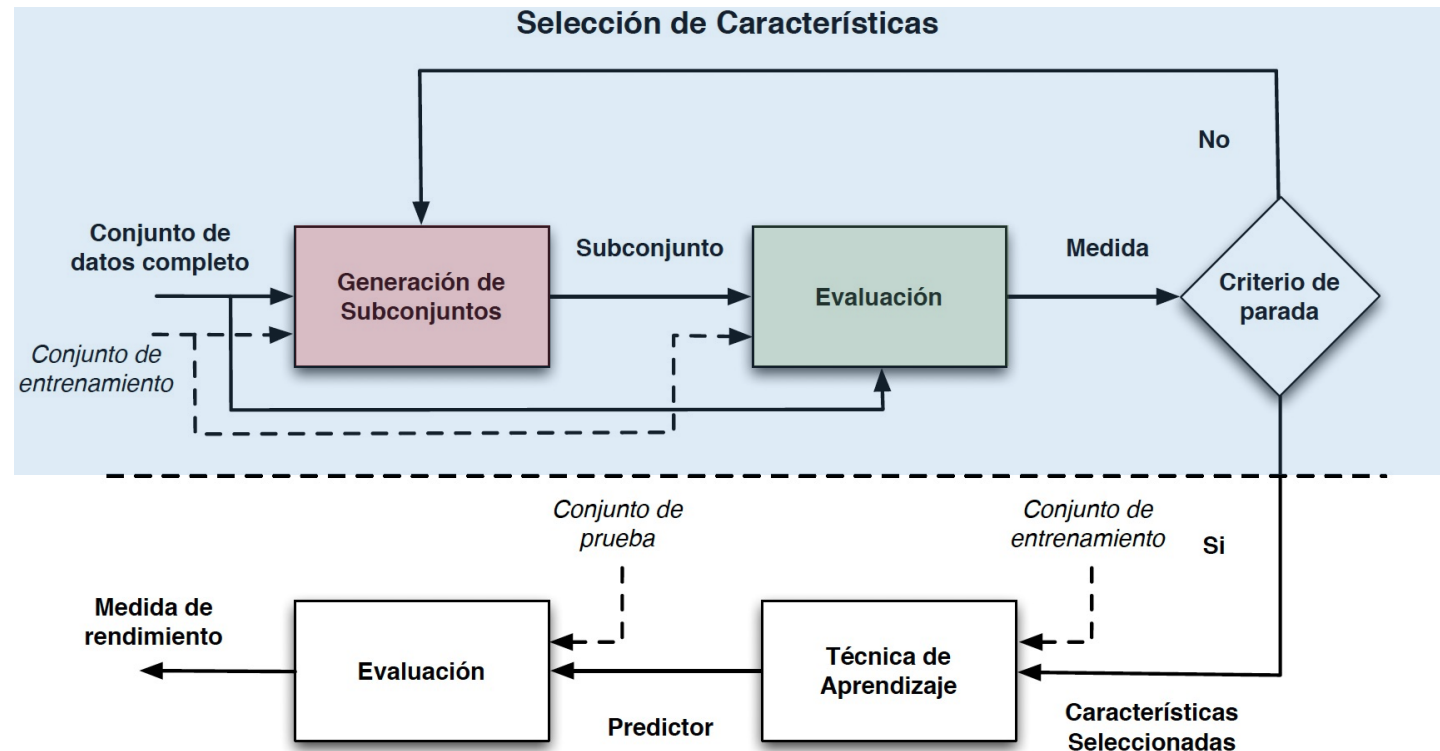 Selección de Características
No
Conjunto de
datos completo
Subconjunto
Medida
Generación de
Subconjuntos
Evaluación
Criterio de
parada
Conjunto de
entrenamiento
Conjunto de
prueba
Conjunto de
entrenamiento
Si
Medida de
rendimiento
Evaluación
Técnica de
Aprendizaje
Predictor
Características
Seleccionadas